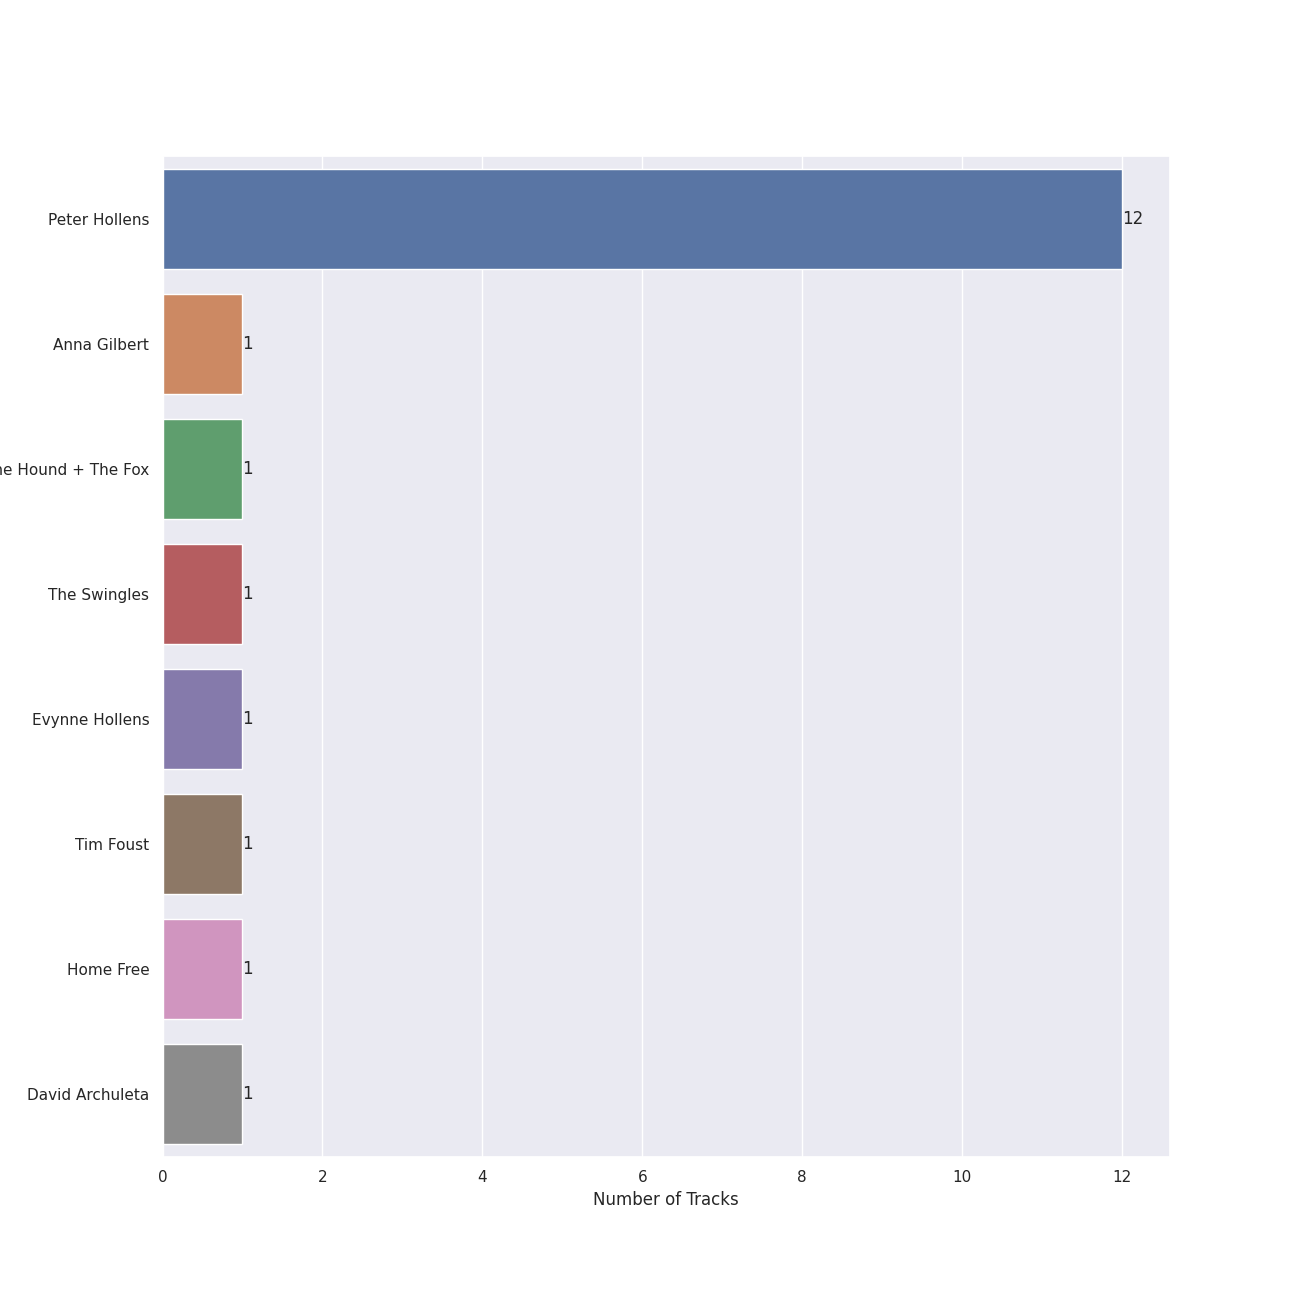 Peter Hollens
12
Anna Gilbert
1
Hound + The Fox
1
The Swingles
1
Evynne Hollens
1
Tim Foust
1
Home Free
1
David Archuleta
1
0 2 4 6 8 10 12
Number of Tracks